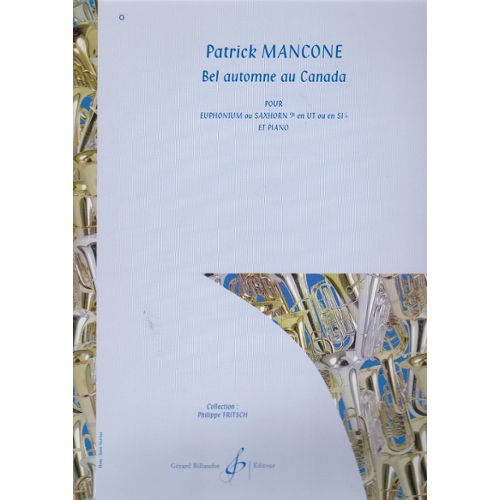 O
Patrick MANCONE
Bel automne au Canada
POUR
EUPHONIUM ou SAXHORN 𝄢 en UT ou en SI♭
ET PIANO
Collection :
Philippe FRITSCH
Gérard Billaudot Éditeur